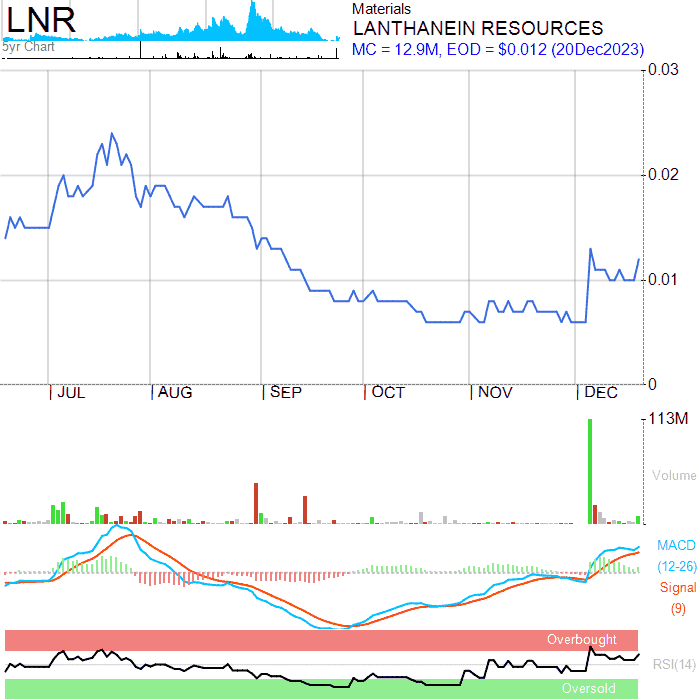 LNR
5yr Chart
Materials
LANTHANEIN RESOURCES
MC = 12.9M, EOD = $0.012 (20Dec2023)
0.03
0.02
0.01
0
JUL AUG SEP OCT NOV DEC
113M
Volume
MACD
(12-26)
Signal
(9)
Overbought
RSI(14)
Oversold